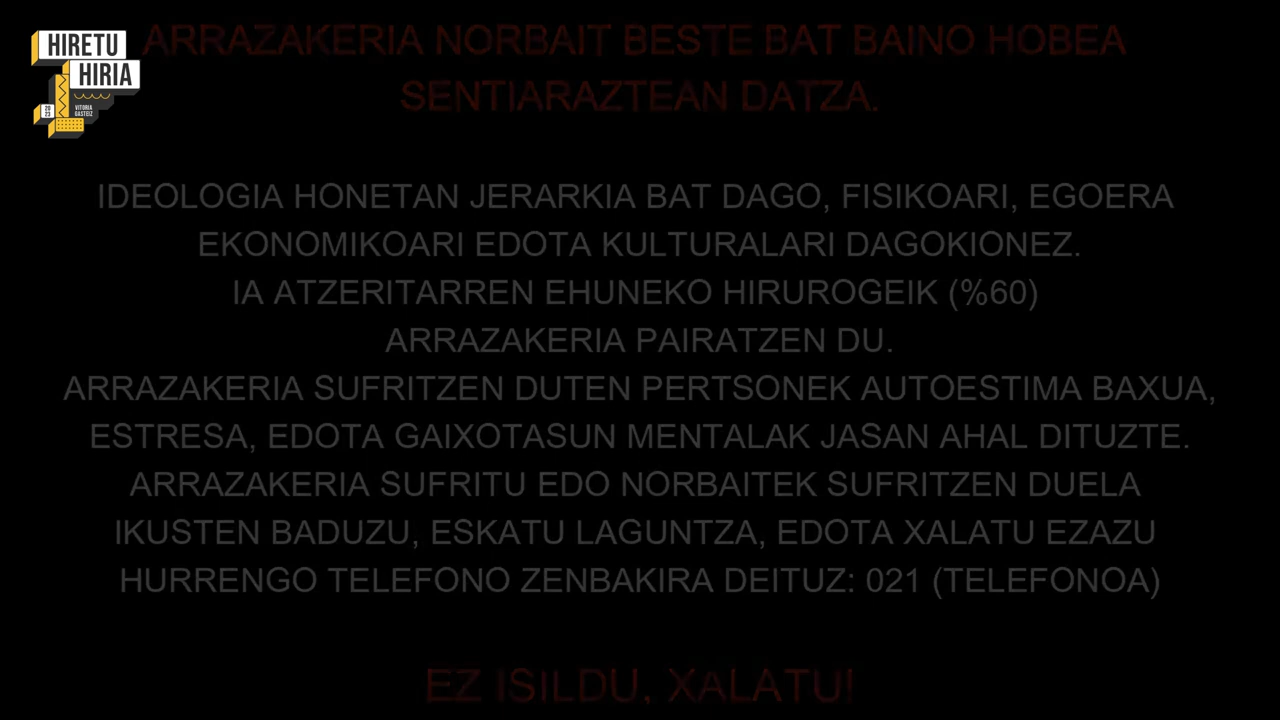 HIRETU
HIRIA
20
23
VITORIA
GASTEIZ
ARRAZAKERIA NORBAIT BESTE BAT BAINO HOBEA
SENTIARAZTEAN DATZA.
IDEOLOGIA HONETAN JERARKIA BAT DAGO, FISIKOARI, EGOERA
EKONOMIKOARI EDOTA KULTURALARI DAGOKIONEZ.
IA ATZERITARREN EHUNEKO HIRUROGEIK (%60)
ARRAZAKERIA PAIRATZEN DU.
ARRAZAKERIA SUFRITZEN DUTEN PERTSONEK AUTOESTIMA BAXUA,
ESTRESA, EDOTA GAIXOTASUN MENTALAK JASAN AHAL DITUZTE.
ARRAZAKERIA SUFRITU EDO NORBAITEK SUFRITZEN DUELA
IKUSTEN BADUZU, ESKATU LAGUNTZA, EDOTA XALATU EZAZU
HURRENGO TELEFONO ZENBAKIRA DEITUZ: 021 (TELEFONOA)
EZ ISILDU, XALATU!